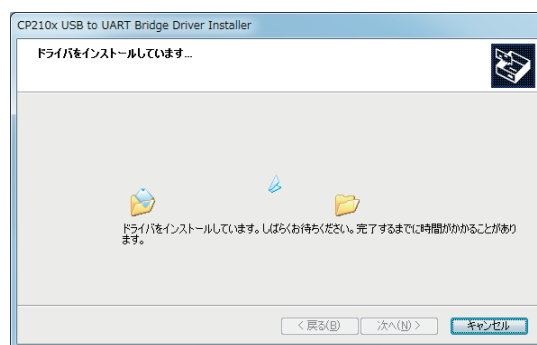 CP210x USB to UART Bridge Driver Installer
ドライバをインストールしています...
ドライバをインストールしています。しばらくお待ちください。完了するまでに時間がかかることがあり
ます。
< 戻る(B)
次へ(N) >
キャンセル